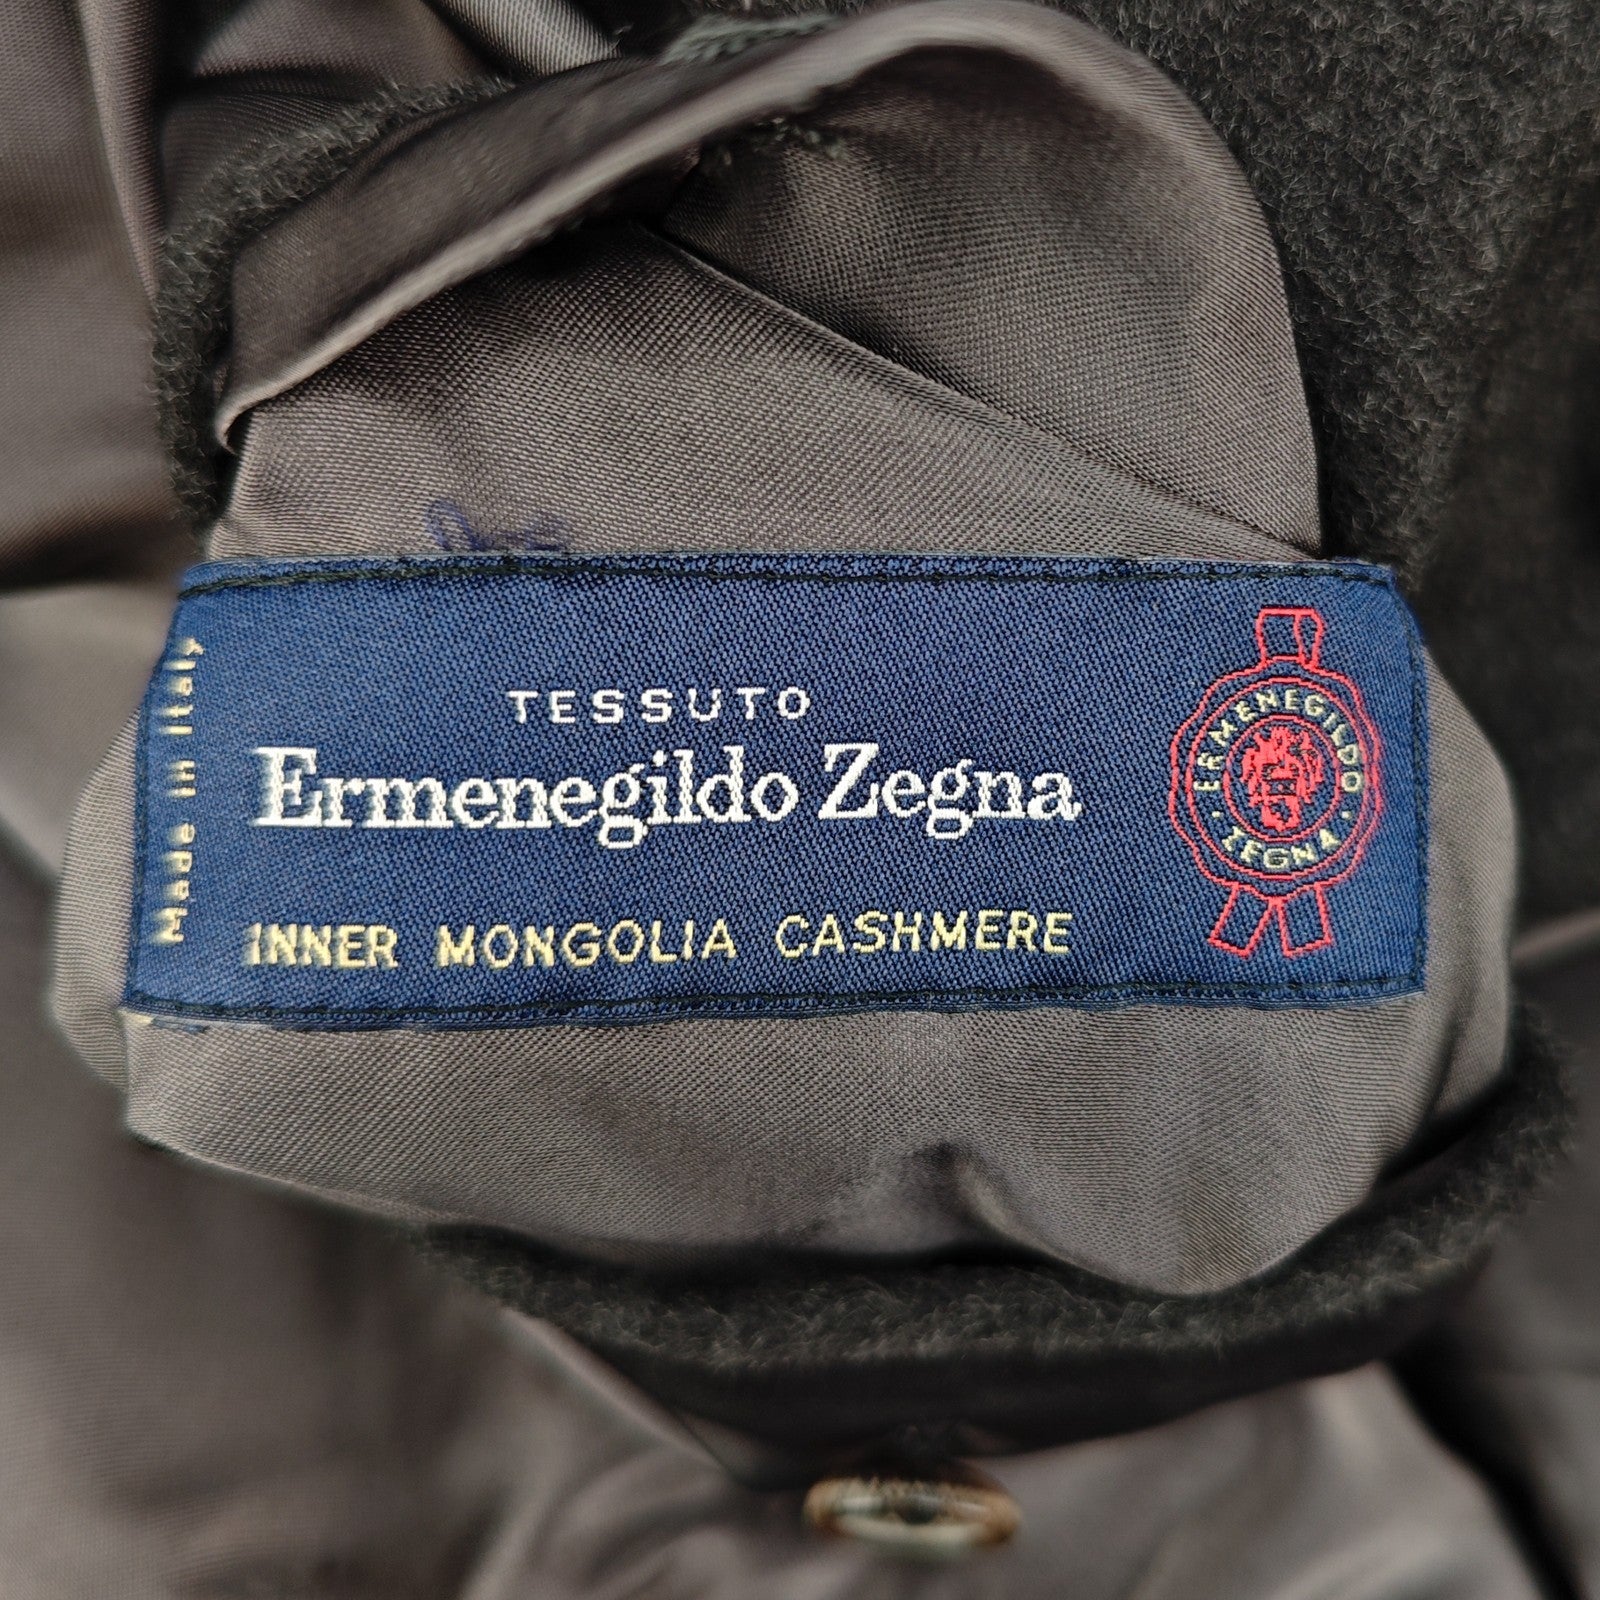 Made in Italy
TESSUTO
Ermenegildo Zegna
INNER MONGOLIA CASHMERE
ERMENEGILDO
· ZEGNA ·